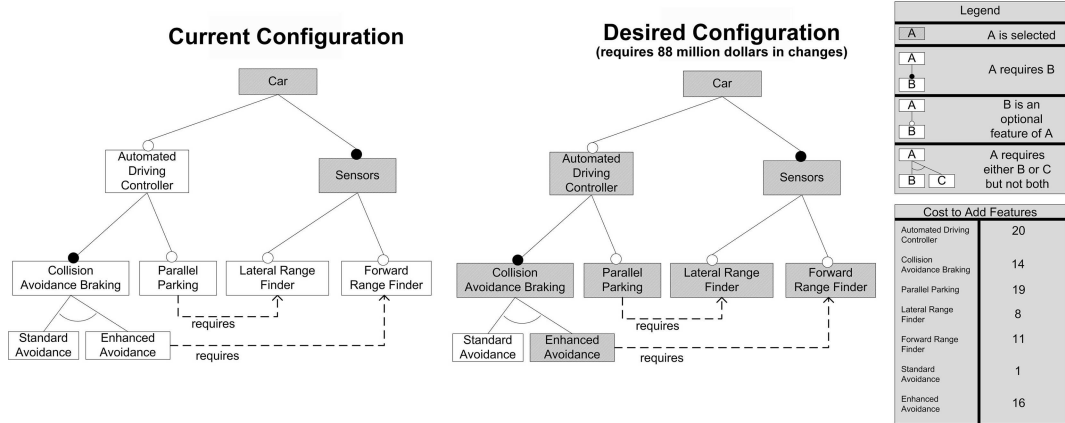 Current Configuration
Car
Automated
Driving
Controller
Sensors
Collision
Avoidance Braking
Parallel
Parking
Lateral Range
Finder
Forward
Range Finder
requires
Standard
Avoidance
Enhanced
Avoidance
requires
Desired Configuration
(requires 88 million dollars in changes)
Car
Automated
Driving
Controller
Sensors
Collision
Avoidance Braking
Parallel
Parking
Lateral Range
Finder
Forward
Range Finder
requires
Standard
Avoidance
Enhanced
Avoidance
requires
Legend
A
A is selected
A
B
A requires B
A
B
B is an
optional
feature of A
A
B C
A requires
either B or C
but not both
Cost to Add Features
Automated Driving
Controller
20
Collision
Avoidance Braking
14
Parallel Parking
19
Lateral Range
Finder
8
Forward Range
Finder
11
Standard
Avoidance
1
Enhanced
Avoidance
16